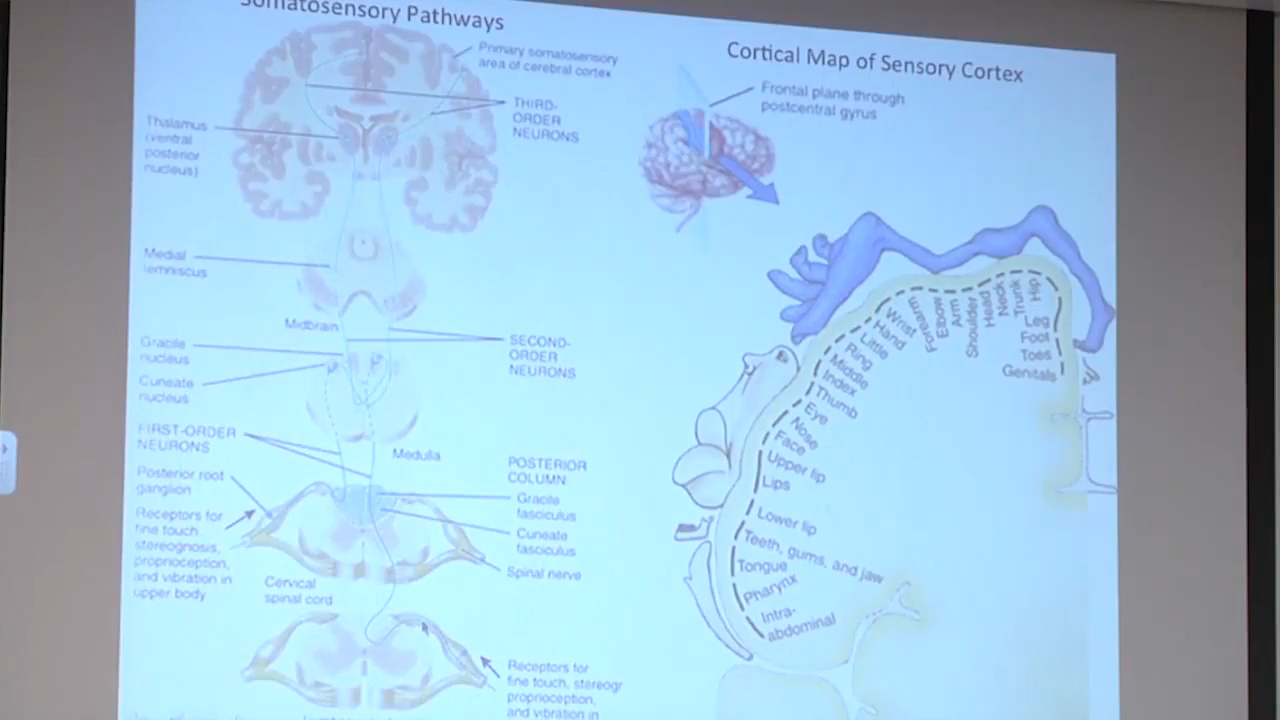 Somatosensory Pathways
Primary somatosensory
area of cerebral cortex
THIRD-
ORDER
NEURONS
Thalamus
(ventral
posterior
nucleus)
Medial
lemniscus
Midbrain
Gracile
nucleus
Cuneate
nucleus
SECOND-
ORDER
NEURONS
FIRST-ORDER
NEURONS
Medulla
Posterior root
ganglion
POSTERIOR
COLUMN:
Gracile
fasciculus
Cuneate
fasciculus
Spinal nerve
Receptors for
fine touch,
stereognosis,
proprioception,
and vibration in
upper body
Cervical
spinal cord
Receptors for
fine touch, stereogr
proprioception,
and vibration in
Cortical Map of Sensory Cortex
Frontal plane through
postcentral gyrus
Hip
Trunk
Neck
Head
Shoulder
Arm
Elbow
Forearm
Wrist
Hand
Little
Ring
Middle
Index
Thumb
Eye
Nose
Face
Upper lip
Lips
Lower lip
Teeth, gums, and jaw
Tongue
Pharynx
Intra-
abdominal
Leg
Foot
Toes
Genitals